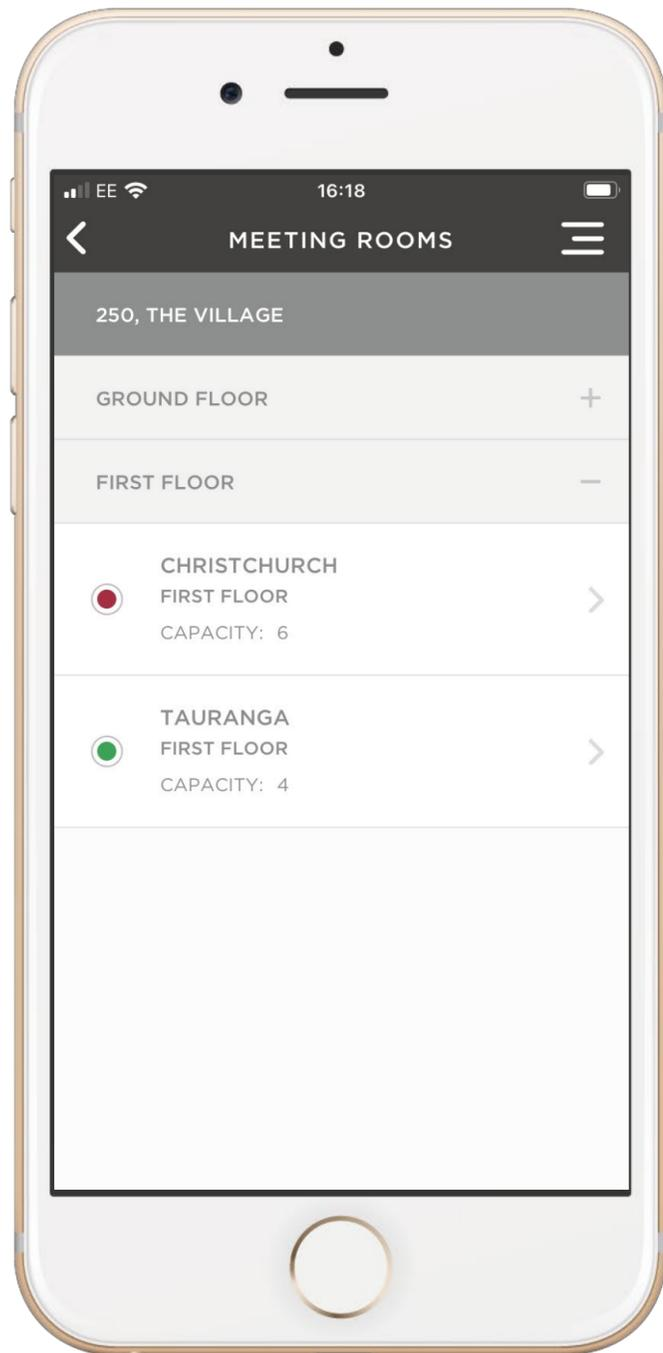 EE 16:18
MEETING ROOMS
250, THE VILLAGE
GROUND FLOOR +
FIRST FLOOR −
CHRISTCHURCH
FIRST FLOOR
CAPACITY: 6
TAURANGA
FIRST FLOOR
CAPACITY: 4